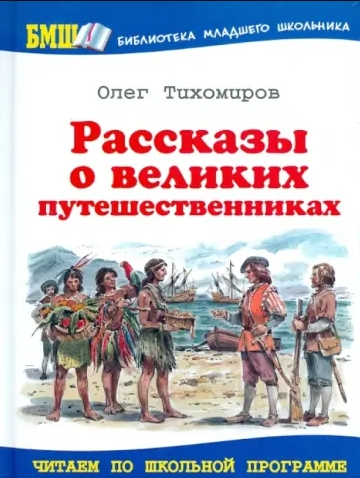 БМШ БИБЛИОТЕКА МЛАДШЕГО ШКОЛЬНИКА
Олег Тихомиров
Рассказы
о великих
путешественниках
ЧИТАЕМ ПО ШКОЛЬНОЙ ПРОГРАММЕ